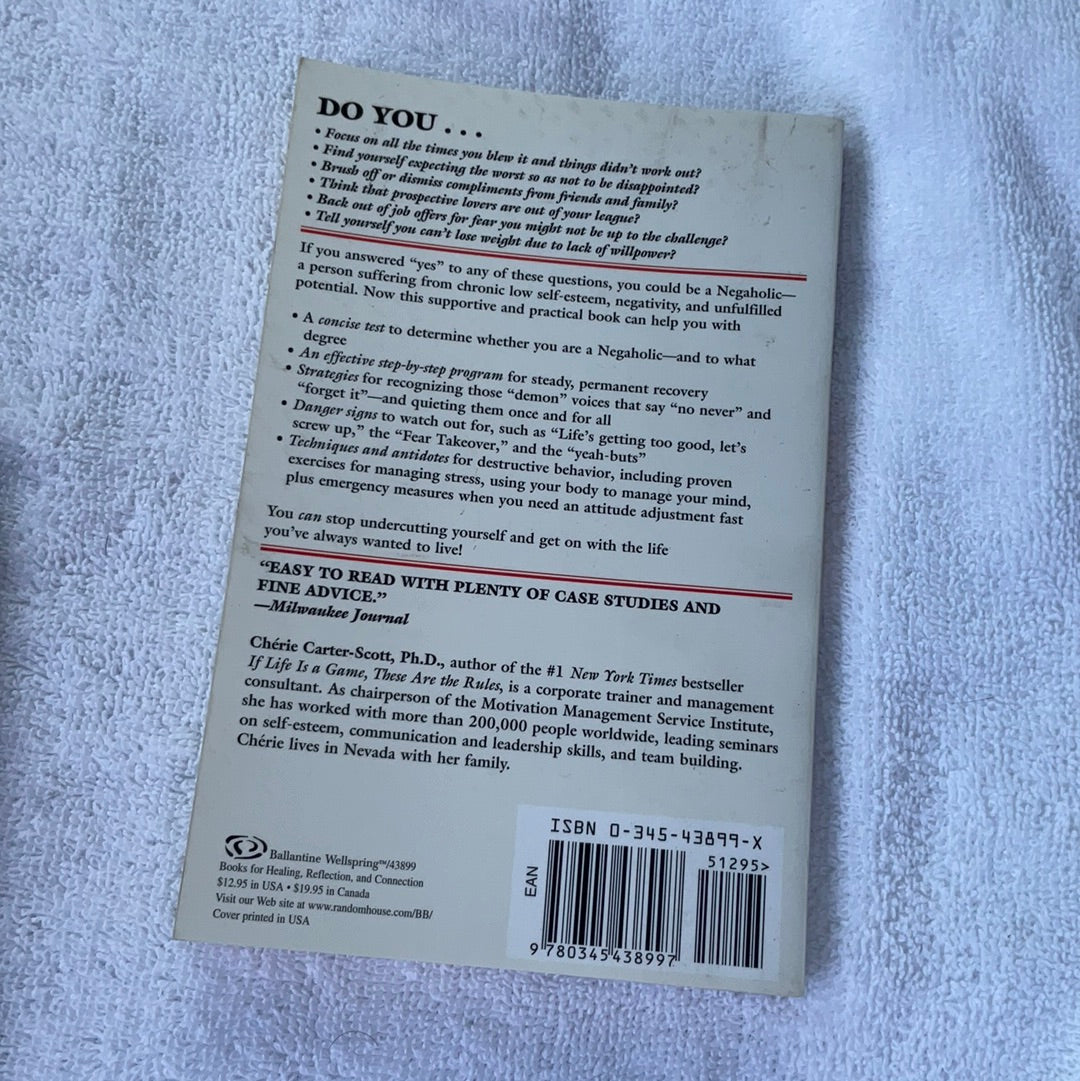 DO YOU . . .
• Focus on all the times you blew it and things didn't work out?
• Find yourself expecting the worst so as not to be disappointed?
• Brush off or dismiss compliments from friends and family?
• Think that prospective lovers are out of your league?
• Back out of job offers for fear you might not be up to the challenge?
• Tell yourself you can't lose weight due to lack of willpower?
If you answered “yes” to any of these questions, you could be a Negaholic—
a person suffering from chronic low self-esteem, negativity, and unfulfilled
potential. Now this supportive and practical book can help you with
• A concise test to determine whether you are a Negaholic—and to what
degree
• An effective step-by-step program for steady, permanent recovery
• Strategies for recognizing those “demon” voices that say “no never” and
“forget it”—and quieting them once and for all
• Danger signs to watch out for, such as “Life's getting too good, let's
screw up,” the “Fear Takeover,” and the “yeah-buts”
• Techniques and antidotes for destructive behavior, including proven
exercises for managing stress, using your body to manage your mind,
plus emergency measures when you need an attitude adjustment fast
You can stop undercutting yourself and get on with the life
you've always wanted to live!
“EASY TO READ WITH PLENTY OF CASE STUDIES AND
FINE ADVICE.”
—Milwaukee Journal
Chérie Carter-Scott, Ph.D., author of the #1 New York Times bestseller
If Life Is a Game, These Are the Rules, is a corporate trainer and management
consultant. As chairperson of the Motivation Management Service Institute,
she has worked with more than 200,000 people worldwide, leading seminars
on self-esteem, communication and leadership skills, and team building.
Chérie lives in Nevada with her family.
Ballantine Wellspring™/43899
Books for Healing, Reflection, and Connection
$12.95 in USA • $19.95 in Canada
Visit our Web site at www.randomhouse.com/BB/
Cover printed in USA
ISBN 0-345-43899-X
51295>
EAN
9 780345 438997